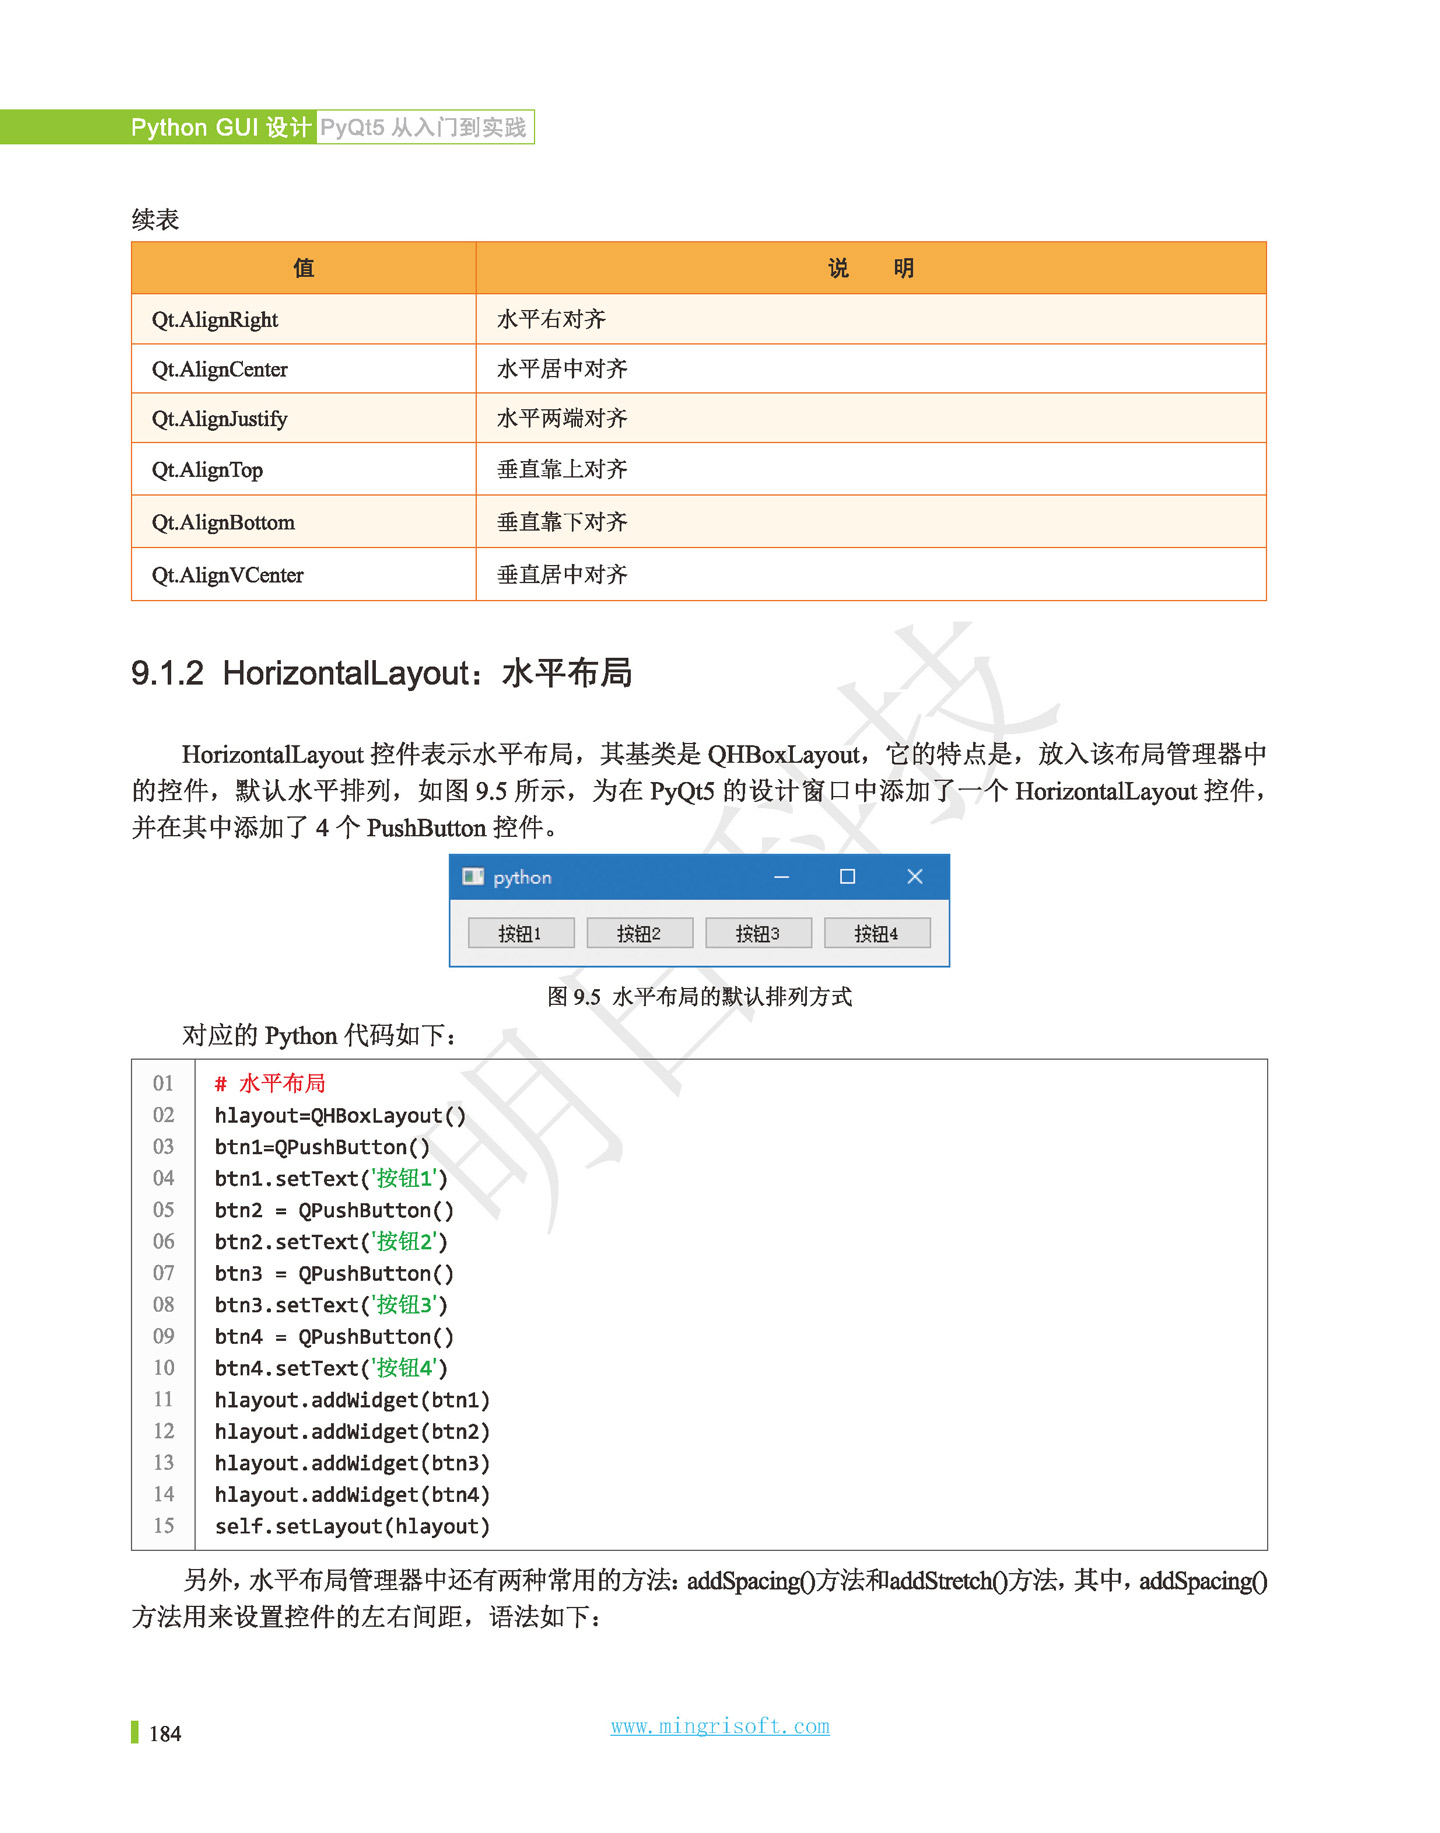 Python GUI 设计 PyQt5 从入门到实践
续表
值 说 明
Qt.AlignRight 水平右对齐
Qt.AlignCenter 水平居中对齐
Qt.AlignJustify 水平两端对齐
Qt.AlignTop 垂直靠上对齐
Qt.AlignBottom 垂直靠下对齐
Qt.AlignVCenter 垂直居中对齐
9.1.2 HorizontalLayout：水平布局
HorizontalLayout 控件表示水平布局，其基类是 QHBoxLayout，它的特点是，放入该布局管理器中
的控件，默认水平排列，如图 9.5 所示，为在 PyQt5 的设计窗口中添加了一个 HorizontalLayout 控件，
并在其中添加了 4 个 PushButton 控件。
python
按钮1 按钮2 按钮3 按钮4
图 9.5 水平布局的默认排列方式
对应的 Python 代码如下：
01 # 水平布局
02 hlayout=QHBoxLayout()
03 btn1=QPushButton()
04 btn1.setText('按钮1')
05 btn2 = QPushButton()
06 btn2.setText('按钮2')
07 btn3 = QPushButton()
08 btn3.setText('按钮3')
09 btn4 = QPushButton()
10 btn4.setText('按钮4')
11 hlayout.addWidget(btn1)
12 hlayout.addWidget(btn2)
13 hlayout.addWidget(btn3)
14 hlayout.addWidget(btn4)
15 self.setLayout(hlayout)
另外，水平布局管理器中还有两种常用的方法：addSpacing()方法和addStretch()方法，其中，addSpacing()
方法用来设置控件的左右间距，语法如下：
184
www.mingrisoft.com
明日科技